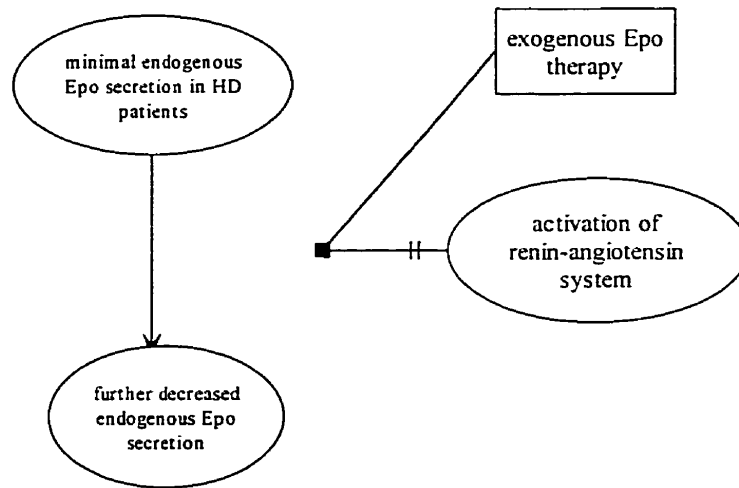 minimal endogenous
Epo secretion in HD
patients
exogenous Epo
therapy
activation of
renin-angiotensin
system
further decreased
endogenous Epo
secretion